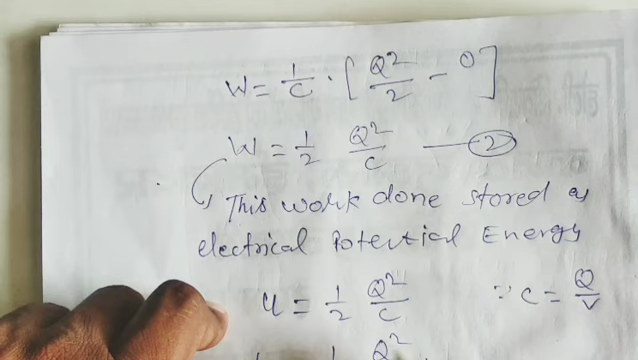 W = 1/C · [Q²/2 - 0]
W = 1/2 Q²/C — ②
This work done stored as
electrical Potential Energy
U = 1/2 Q²/C ∵ C = Q/V
Q²